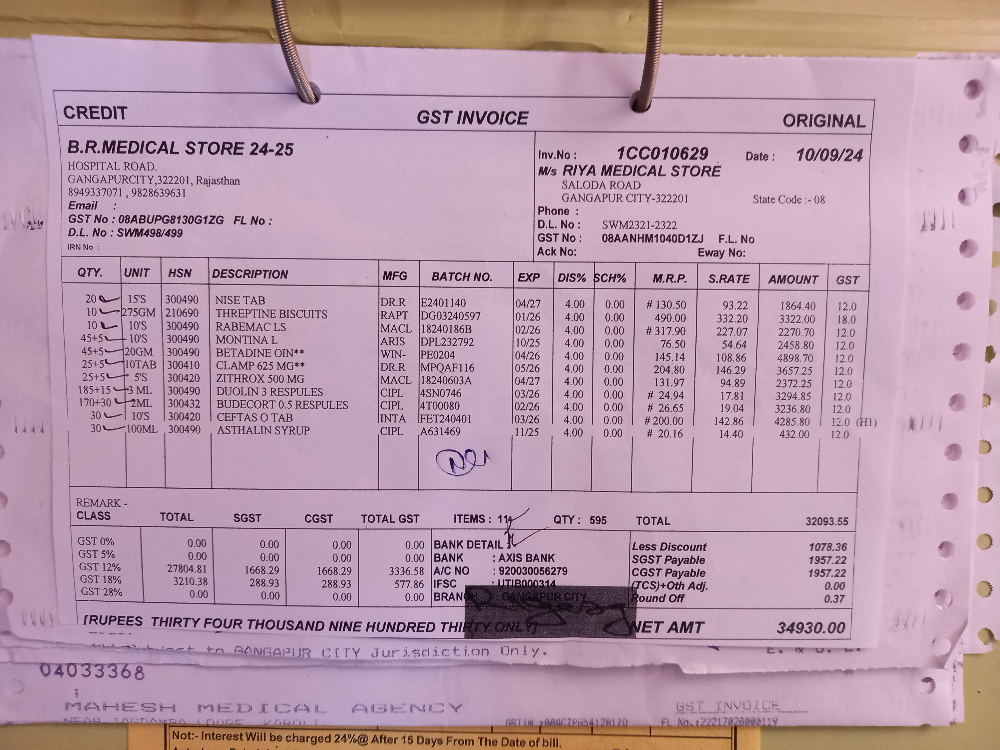 CREDIT GST INVOICE ORIGINAL
B.R.MEDICAL STORE 24-25
HOSPITAL ROAD.
GANGAPURCITY,322201, Rajasthan
8949337071 , 9828639631
Email :
GST No : 08ABUPG8130G1ZG FL No :
D.L. No : SWM498/499
IRN No :
Inv.No : 1CC010629 Date : 10/09/24
M/s RIYA MEDICAL STORE
SALODA ROAD
GANGAPUR CITY-322201 State Code :- 08
Phone :
D.L. No : SWM2321-2322
GST No : 08AANHM1040D1ZJ F.L. No
Ack No: Eway No:
QTY. UNIT HSN DESCRIPTION MFG BATCH NO. EXP DIS% SCH% M.R.P. S.RATE AMOUNT GST
20 15'S 300490 NISE TAB DR.R E2401140 04/27 4.00 0.00 # 130.50 93.22 1864.40 12.0
10 275GM 210690 THREPTINE BISCUITS RAPT DG03240597 01/26 4.00 0.00 490.00 332.20 3322.00 18.0
10 10'S 300490 RABEMAC LS MACL 18240186B 02/26 4.00 0.00 # 317.90 227.07 2270.70 12.0
45+5 10'S 300490 MONTINA L ARIS DPL232792 10/25 4.00 0.00 76.50 54.64 2458.80 12.0
45+5 20GM 300490 BETADINE OIN** WIN- PE0204 04/26 4.00 0.00 145.14 108.86 4898.70 12.0
25+5 10TAB 300410 CLAMP 625 MG** DR.R MPQAF116 05/26 4.00 0.00 204.80 146.29 3657.25 12.0
25+5 5'S 300420 ZITHROX 500 MG MACL 18240603A 04/27 4.00 0.00 131.97 94.89 2372.25 12.0
185+15 3 ML 300490 DUOLIN 3 RESPULES CIPL 4SN0746 03/26 4.00 0.00 # 24.94 17.81 3294.85 12.0
170+30 2ML 300432 BUDECORT 0.5 RESPULES CIPL 4T00080 02/26 4.00 0.00 # 26.65 19.04 3236.80 12.0
30 10'S 300420 CEFTAS O TAB INTA FET240401 03/26 4.00 0.00 # 200.00 142.86 4285.80 12.0 (H1)
30 100ML 300490 ASTHALIN SYRUP CIPL A631469 11/25 4.00 0.00 # 20.16 14.40 432.00 12.0
REMARK -
CLASS TOTAL SGST CGST TOTAL GST ITEMS : 11 QTY : 595 TOTAL 32093.55
GST 0% 0.00 0.00 0.00 0.00 BANK DETAIL Less Discount 1078.36
GST 5% 0.00 0.00 0.00 0.00 BANK : AXIS BANK SGST Payable 1957.22
GST 12% 27804.81 1668.29 1668.29 3336.58 A/C NO : 920030056279 CGST Payable 1957.22
GST 18% 3210.38 288.93 288.93 577.86 IFSC : UTIB000314 (TCS)+Oth Adj. 0.00
GST 28% 0.00 0.00 0.00 0.00 BRANCH : GANGAPUR CITY Round Off 0.37
[RUPEES THIRTY FOUR THOUSAND NINE HUNDRED THIRTY ONLY] NET AMT 34930.00
to GANGAPUR CITY Jurisdiction Only. E. & O. E.
04033368
MAHESH MEDICAL AGENCY GST INVOICE
Not:- Interest Will be charged 24%@ After 15 Days From The Date of bill.